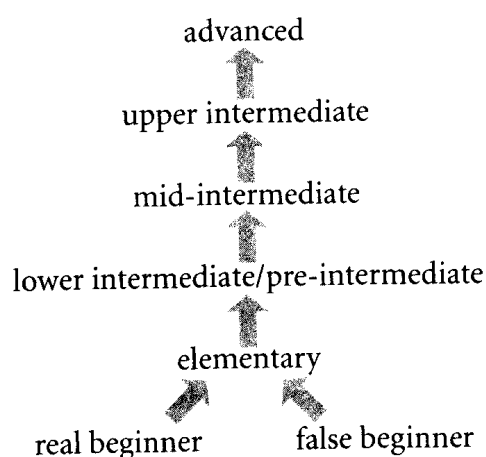 advanced
upper intermediate
mid-intermediate
lower intermediate/pre-intermediate
elementary
real beginner false beginner